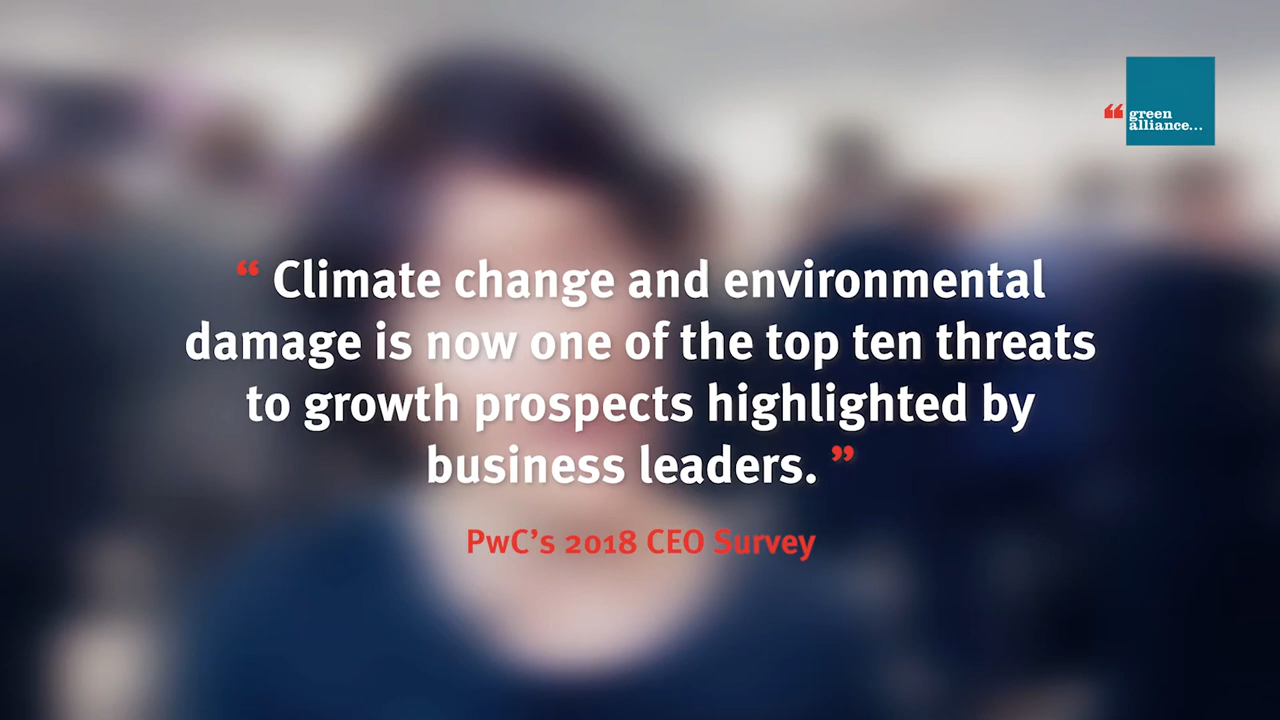 “ green
alliance...
“ Climate change and environmental
damage is now one of the top ten threats
to growth prospects highlighted by
business leaders. ”
PwC’s 2018 CEO Survey